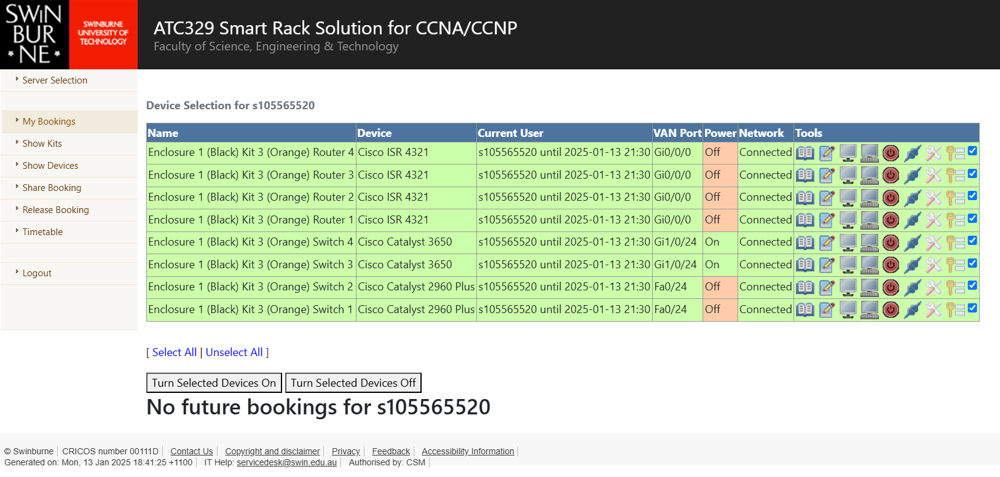 SWIN
BUR
* NE *
SWINBURNE
UNIVERSITY OF
TECHNOLOGY
ATC329 Smart Rack Solution for CCNA/CCNP
Faculty of Science, Engineering & Technology
Server Selection
My Bookings
Show Kits
Show Devices
Share Booking
Release Booking
Timetable
Logout
Device Selection for s105565520
Name Device Current User VAN Port Power Network Tools
Enclosure 1 (Black) Kit 3 (Orange) Router 4 Cisco ISR 4321 s105565520 until 2025-01-13 21:30 Gi0/0/0 Off Connected
Enclosure 1 (Black) Kit 3 (Orange) Router 3 Cisco ISR 4321 s105565520 until 2025-01-13 21:30 Gi0/0/0 Off Connected
Enclosure 1 (Black) Kit 3 (Orange) Router 2 Cisco ISR 4321 s105565520 until 2025-01-13 21:30 Gi0/0/0 Off Connected
Enclosure 1 (Black) Kit 3 (Orange) Router 1 Cisco ISR 4321 s105565520 until 2025-01-13 21:30 Gi0/0/0 Off Connected
Enclosure 1 (Black) Kit 3 (Orange) Switch 4 Cisco Catalyst 3650 s105565520 until 2025-01-13 21:30 Gi1/0/24 On Connected
Enclosure 1 (Black) Kit 3 (Orange) Switch 3 Cisco Catalyst 3650 s105565520 until 2025-01-13 21:30 Gi1/0/24 On Connected
Enclosure 1 (Black) Kit 3 (Orange) Switch 2 Cisco Catalyst 2960 Plus s105565520 until 2025-01-13 21:30 Fa0/24 Off Connected
Enclosure 1 (Black) Kit 3 (Orange) Switch 1 Cisco Catalyst 2960 Plus s105565520 until 2025-01-13 21:30 Fa0/24 Off Connected
[ Select All | Unselect All ]
Turn Selected Devices On Turn Selected Devices Off
No future bookings for s105565520
© Swinburne CRICOS number 00111D Contact Us Copyright and disclaimer Privacy Feedback Accessibility Information
Generated on: Mon, 13 Jan 2025 18:41:25 +1100 IT Help: servicedesk@swin.edu.au Authorised by: CSM